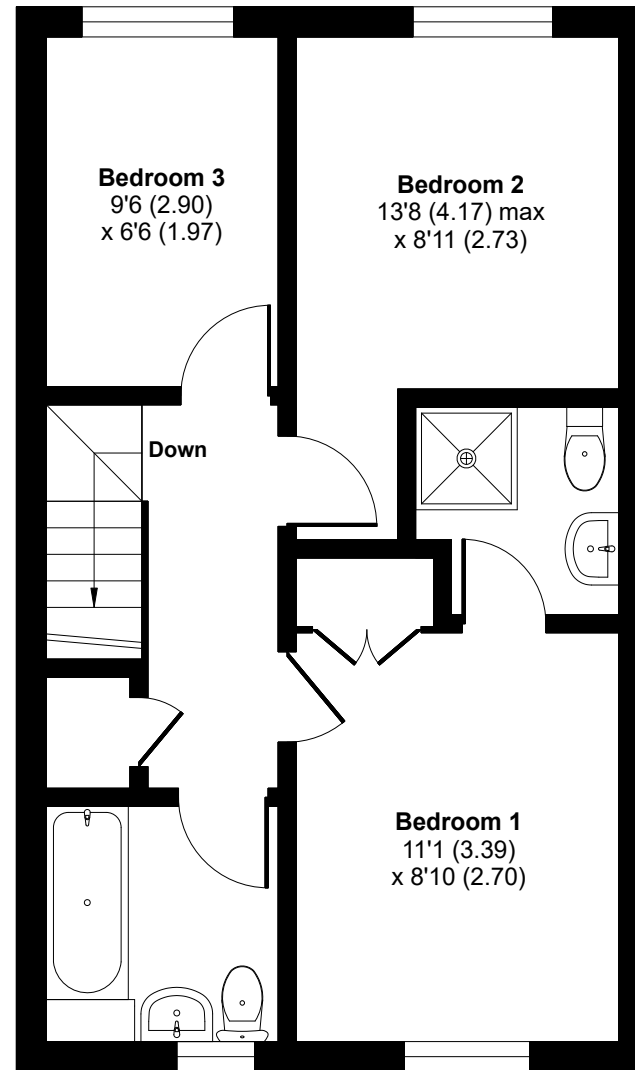 Bedroom 3
9'6 (2.90)
x 6'6 (1.97)
Bedroom 2
13'8 (4.17) max
x 8'11 (2.73)
Down
Bedroom 1
11'1 (3.39)
x 8'10 (2.70)